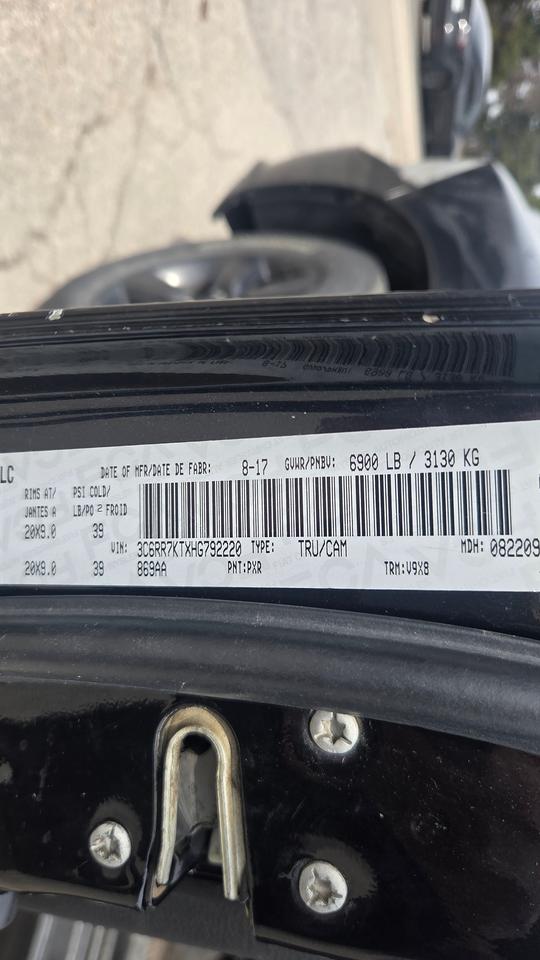 LC
DATE OF MFR/DATE DE FABR: 8-17 GVWR/PNBV: 6900 LB / 3130 KG
RIMS AT/ PSI COLD/
JANTES A LB/PO² FROID
20X9.0 39
VIN: 3C6RR7KTXHG792220 TYPE: TRU/CAM MDH: 082209
20X9.0 39 869AA PNT:PXR TRM:V9X8